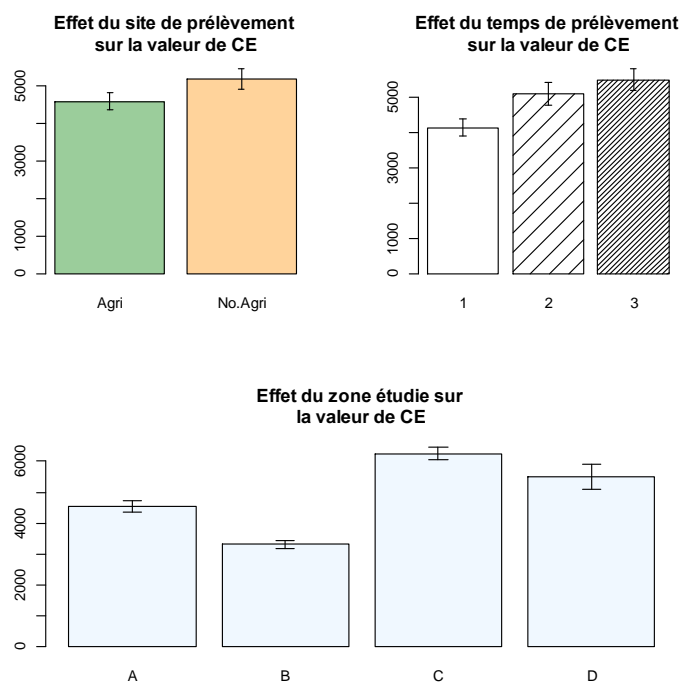 Effet du site de prélèvement
sur la valeur de CE
5000
3000
1000
0
Agri No.Agri
Effet du temps de prélèvement
sur la valeur de CE
5000
3000
1000
0
1 2 3
Effet du zone étudie sur
la valeur de CE
6000
4000
2000
0
A B C D